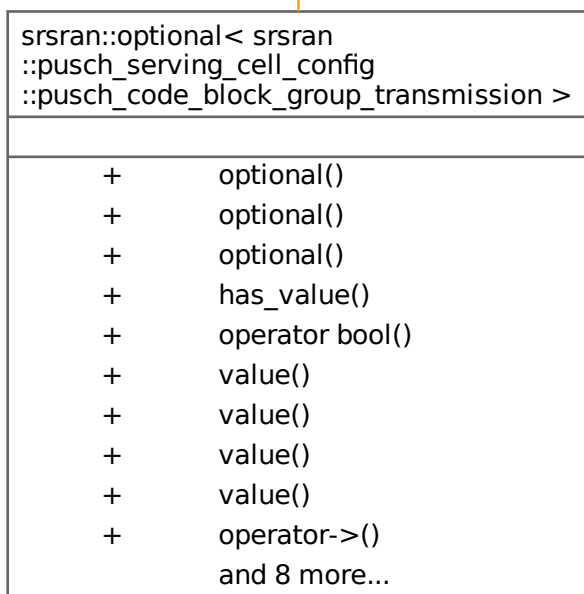 srsran::optional< srsran
::pusch_serving_cell_config
::pusch_code_block_group_transmission >
+ optional()
+ optional()
+ optional()
+ has_value()
+ operator bool()
+ value()
+ value()
+ value()
+ value()
+ operator->()
and 8 more...